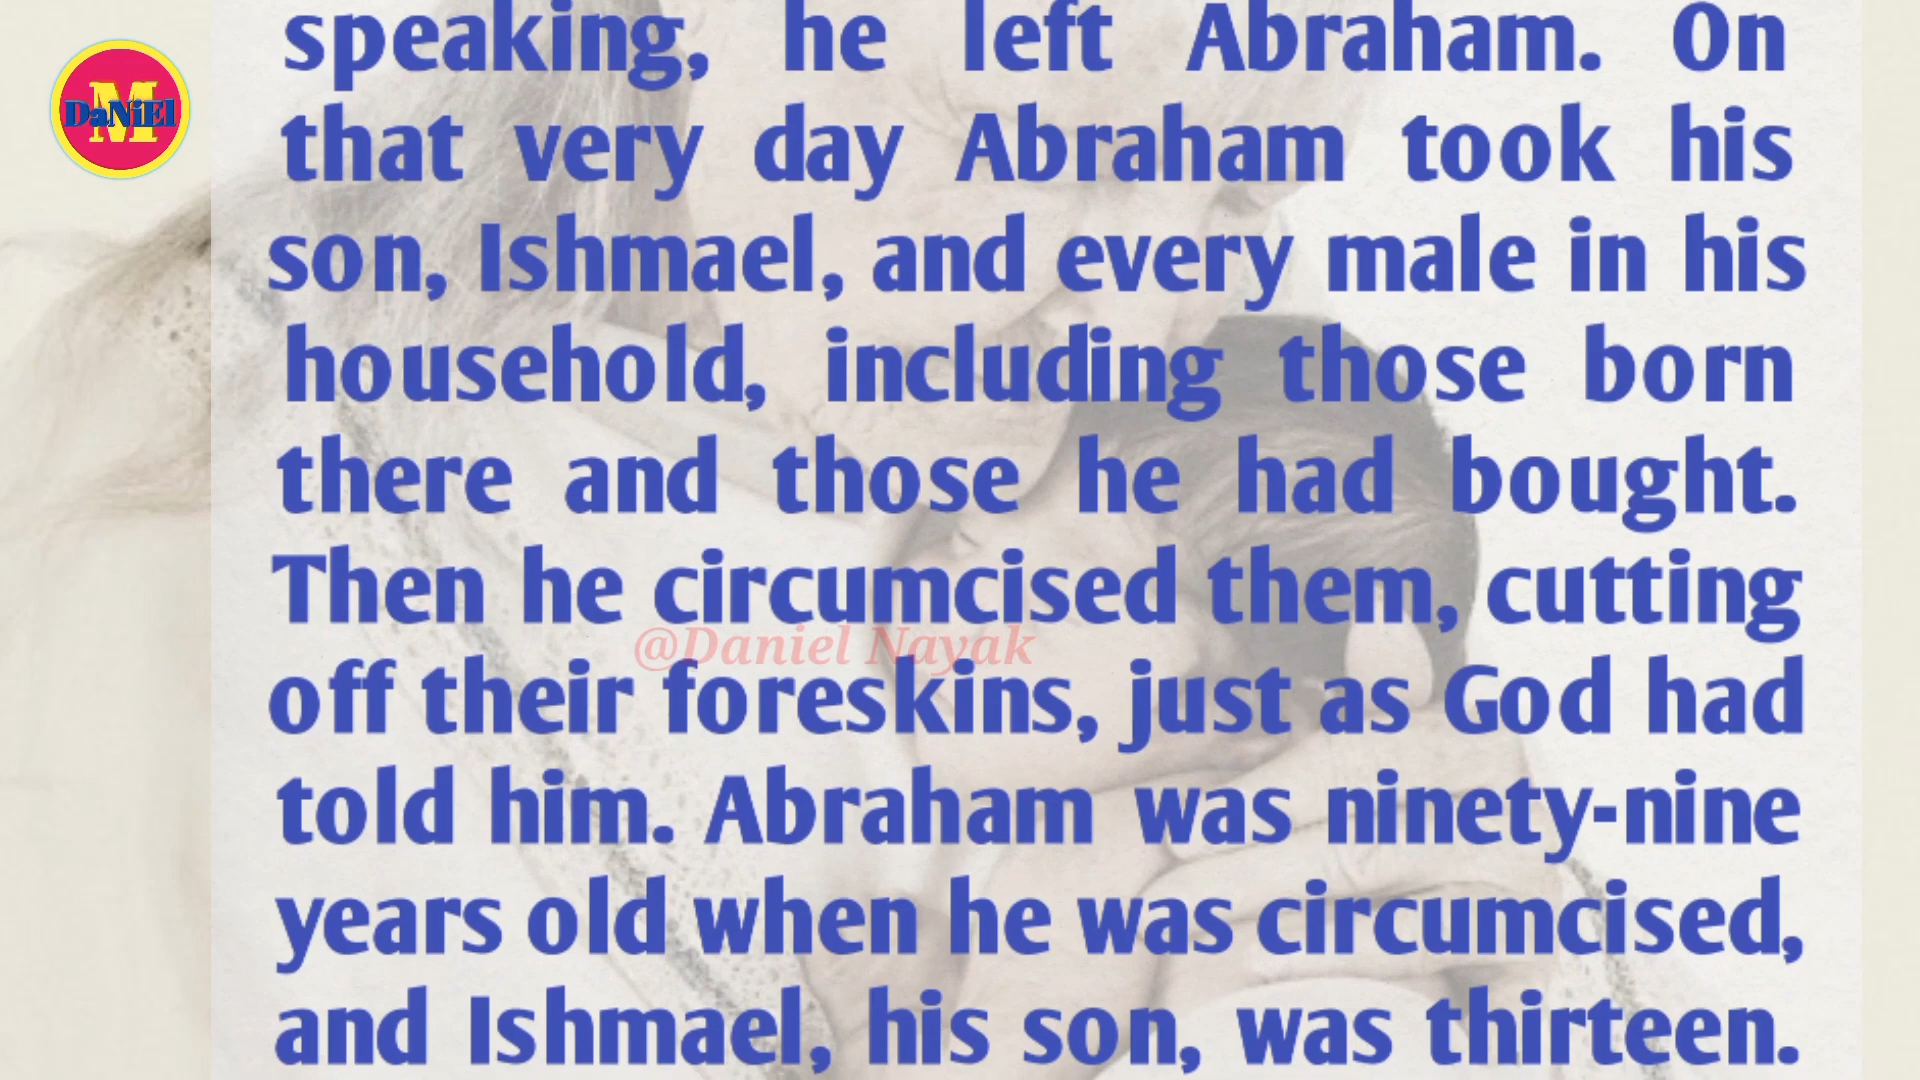 speaking, he left Abraham. On
that very day Abraham took his
son, Ishmael, and every male in his
household, including those born
there and those he had bought.
Then he circumcised them, cutting
off their foreskins, just as God had
told him. Abraham was ninety-nine
years old when he was circumcised,
and Ishmael, his son, was thirteen.
M
DaNiEl
@Daniel Nayak